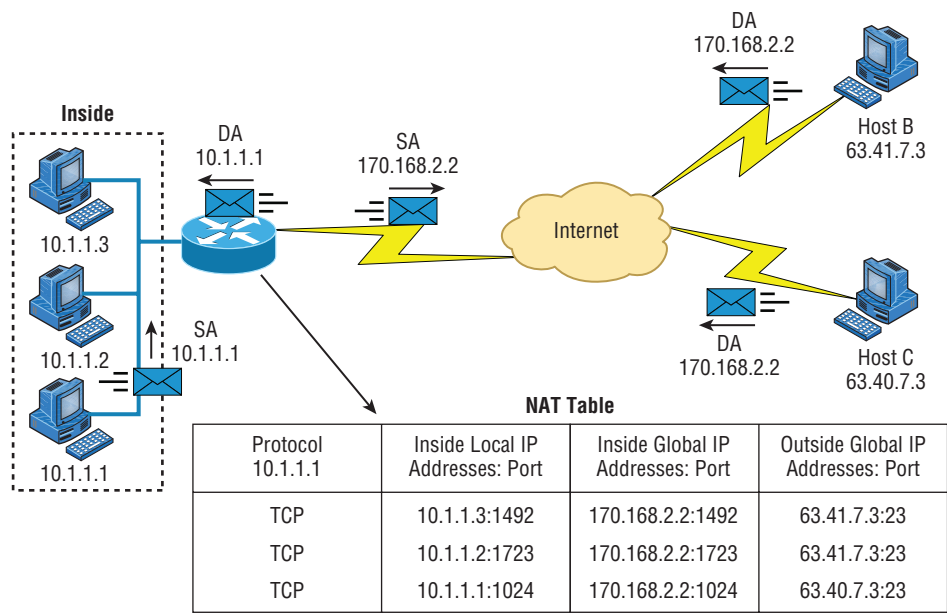 DA
170.168.2.2
Host B
63.41.7.3
Inside
DA
10.1.1.1
SA
170.168.2.2
10.1.1.3
Internet
10.1.1.2
SA
10.1.1.1
10.1.1.1
DA
170.168.2.2
Host C
63.40.7.3
NAT Table
Protocol
10.1.1.1
Inside Local IP
Addresses: Port
Inside Global IP
Addresses: Port
Outside Global IP
Addresses: Port
TCP 10.1.1.3:1492 170.168.2.2:1492 63.41.7.3:23
TCP 10.1.1.2:1723 170.168.2.2:1723 63.41.7.3:23
TCP 10.1.1.1:1024 170.168.2.2:1024 63.40.7.3:23